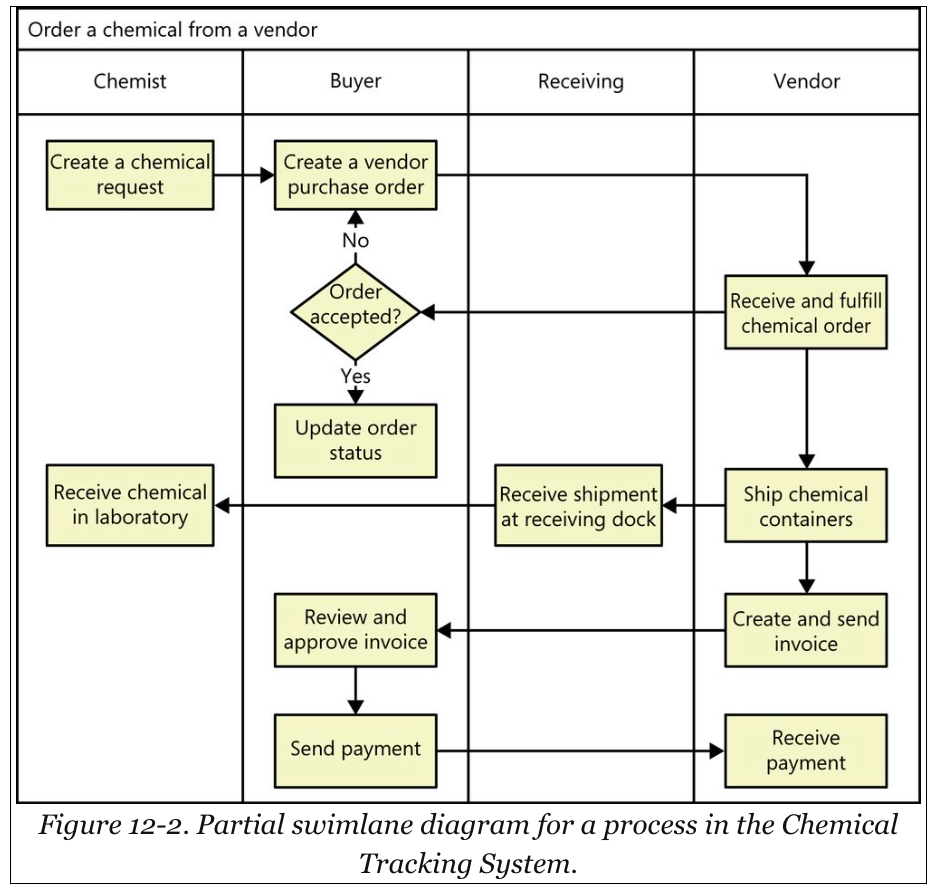 Order a chemical from a vendor
Chemist
Buyer
Receiving
Vendor
Create a chemical
request
Create a vendor
purchase order
No
Order
accepted?
Receive and fulfill
chemical order
Yes
Update order
status
Receive chemical
in laboratory
Receive shipment
at receiving dock
Ship chemical
containers
Review and
approve invoice
Create and send
invoice
Send payment
Receive
payment
Figure 12-2. Partial swimlane diagram for a process in the Chemical
Tracking System.